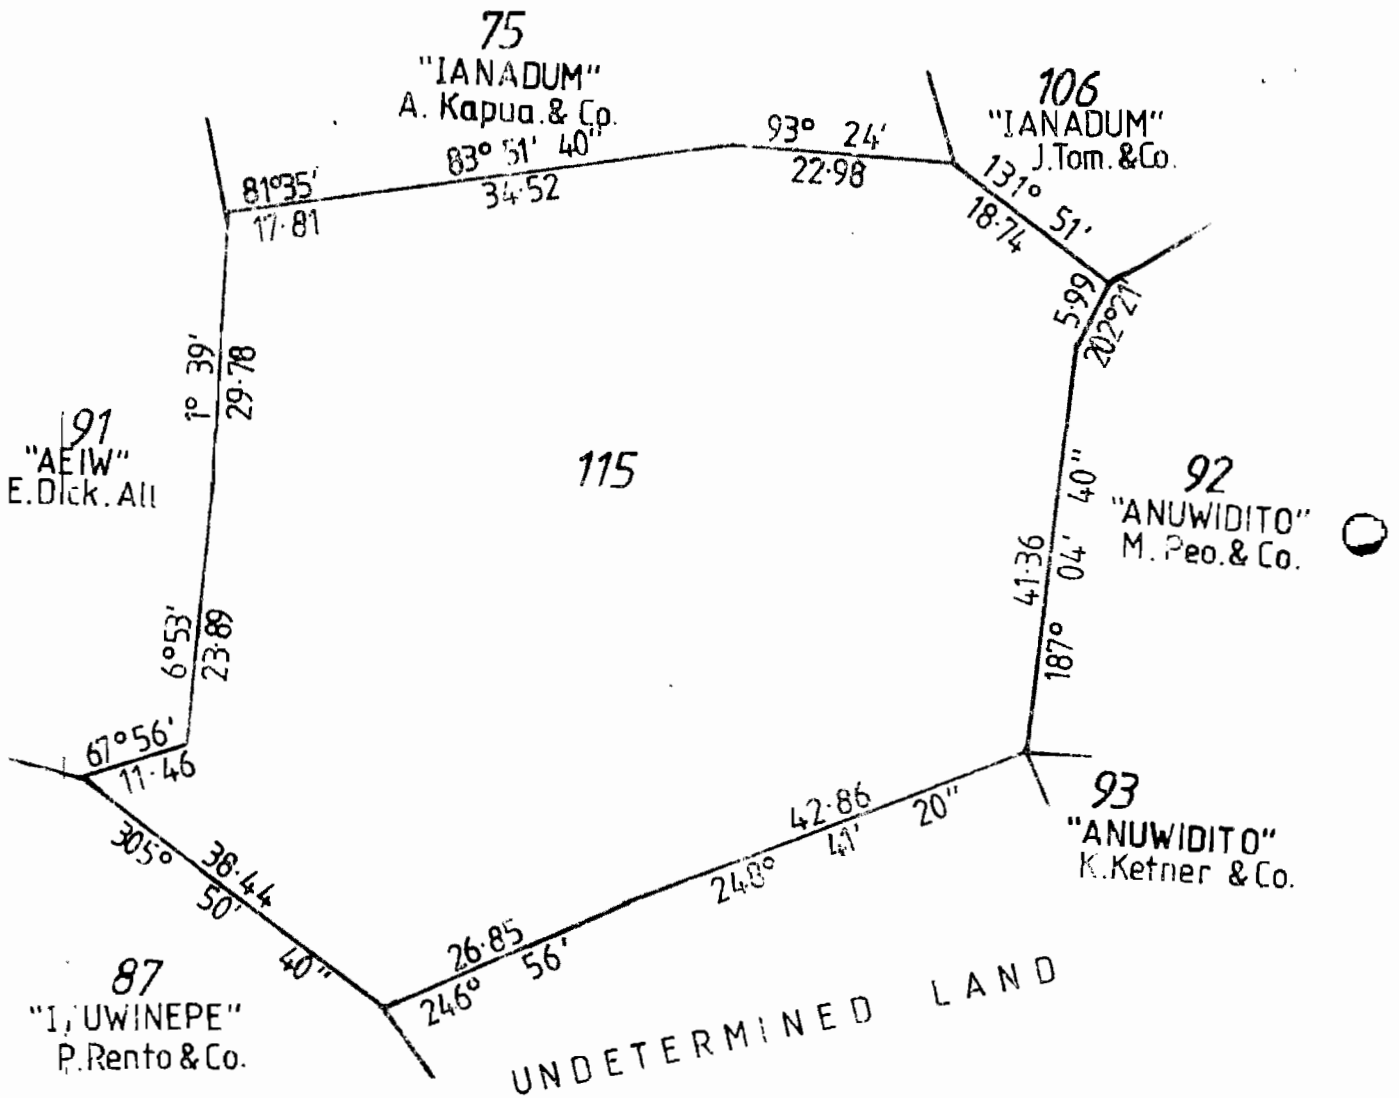 75
"IANADUM"
A. Kapua. & Co.
106
"IANADUM"
J.Tom. &Co.
81°35'
17·81
83° 51' 40"
34·52
93° 24'
22·98
131° 51'
18·74
5·99
202°21'
1° 39'
29·78
91
"AEIW"
E.Dick. All
115
92
"ANUWIDITO"
M. Peo. & Co.
41·36
187° 04' 40"
6°53'
23·89
67°56'
11·46
93
"ANUWIDITO"
K.Ketner & Co.
42·86
248° 41' 20"
38·44
305° 50' 40"
26·85
246° 56'
87
P.Rento & Co.
UNDETERMINED LAND